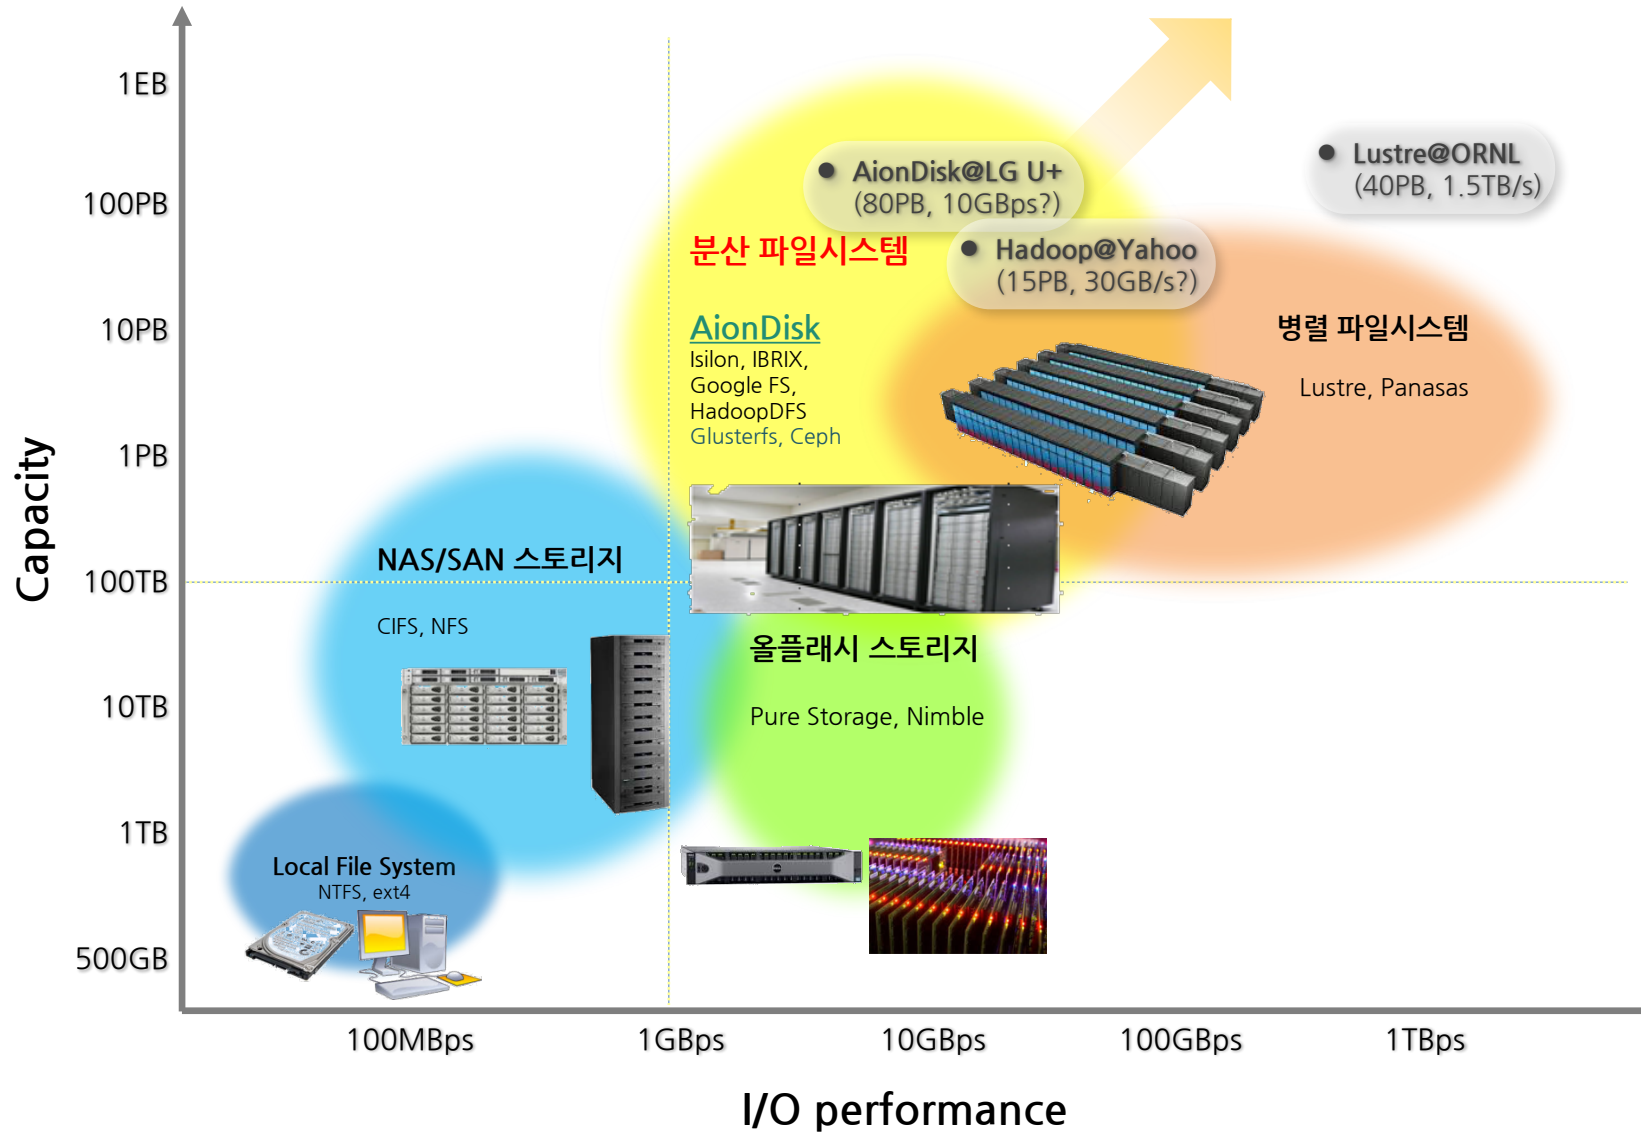 Capacity
1EB
100PB
10PB
1PB
100TB
10TB
1TB
500GB
AionDisk@LG U+
(80PB, 10GBps?)
Lustre@ORNL
(40PB, 1.5TB/s)
Hadoop@Yahoo
(15PB, 30GB/s?)
분산 파일시스템
AionDisk
Isilon, IBRIX,
Google FS,
HadoopDFS
Glusterfs, Ceph
병렬 파일시스템
Lustre, Panasas
NAS/SAN 스토리지
CIFS, NFS
올플래시 스토리지
Pure Storage, Nimble
Local File System
NTFS, ext4
100MBps
1GBps
10GBps
100GBps
1TBps
I/O performance